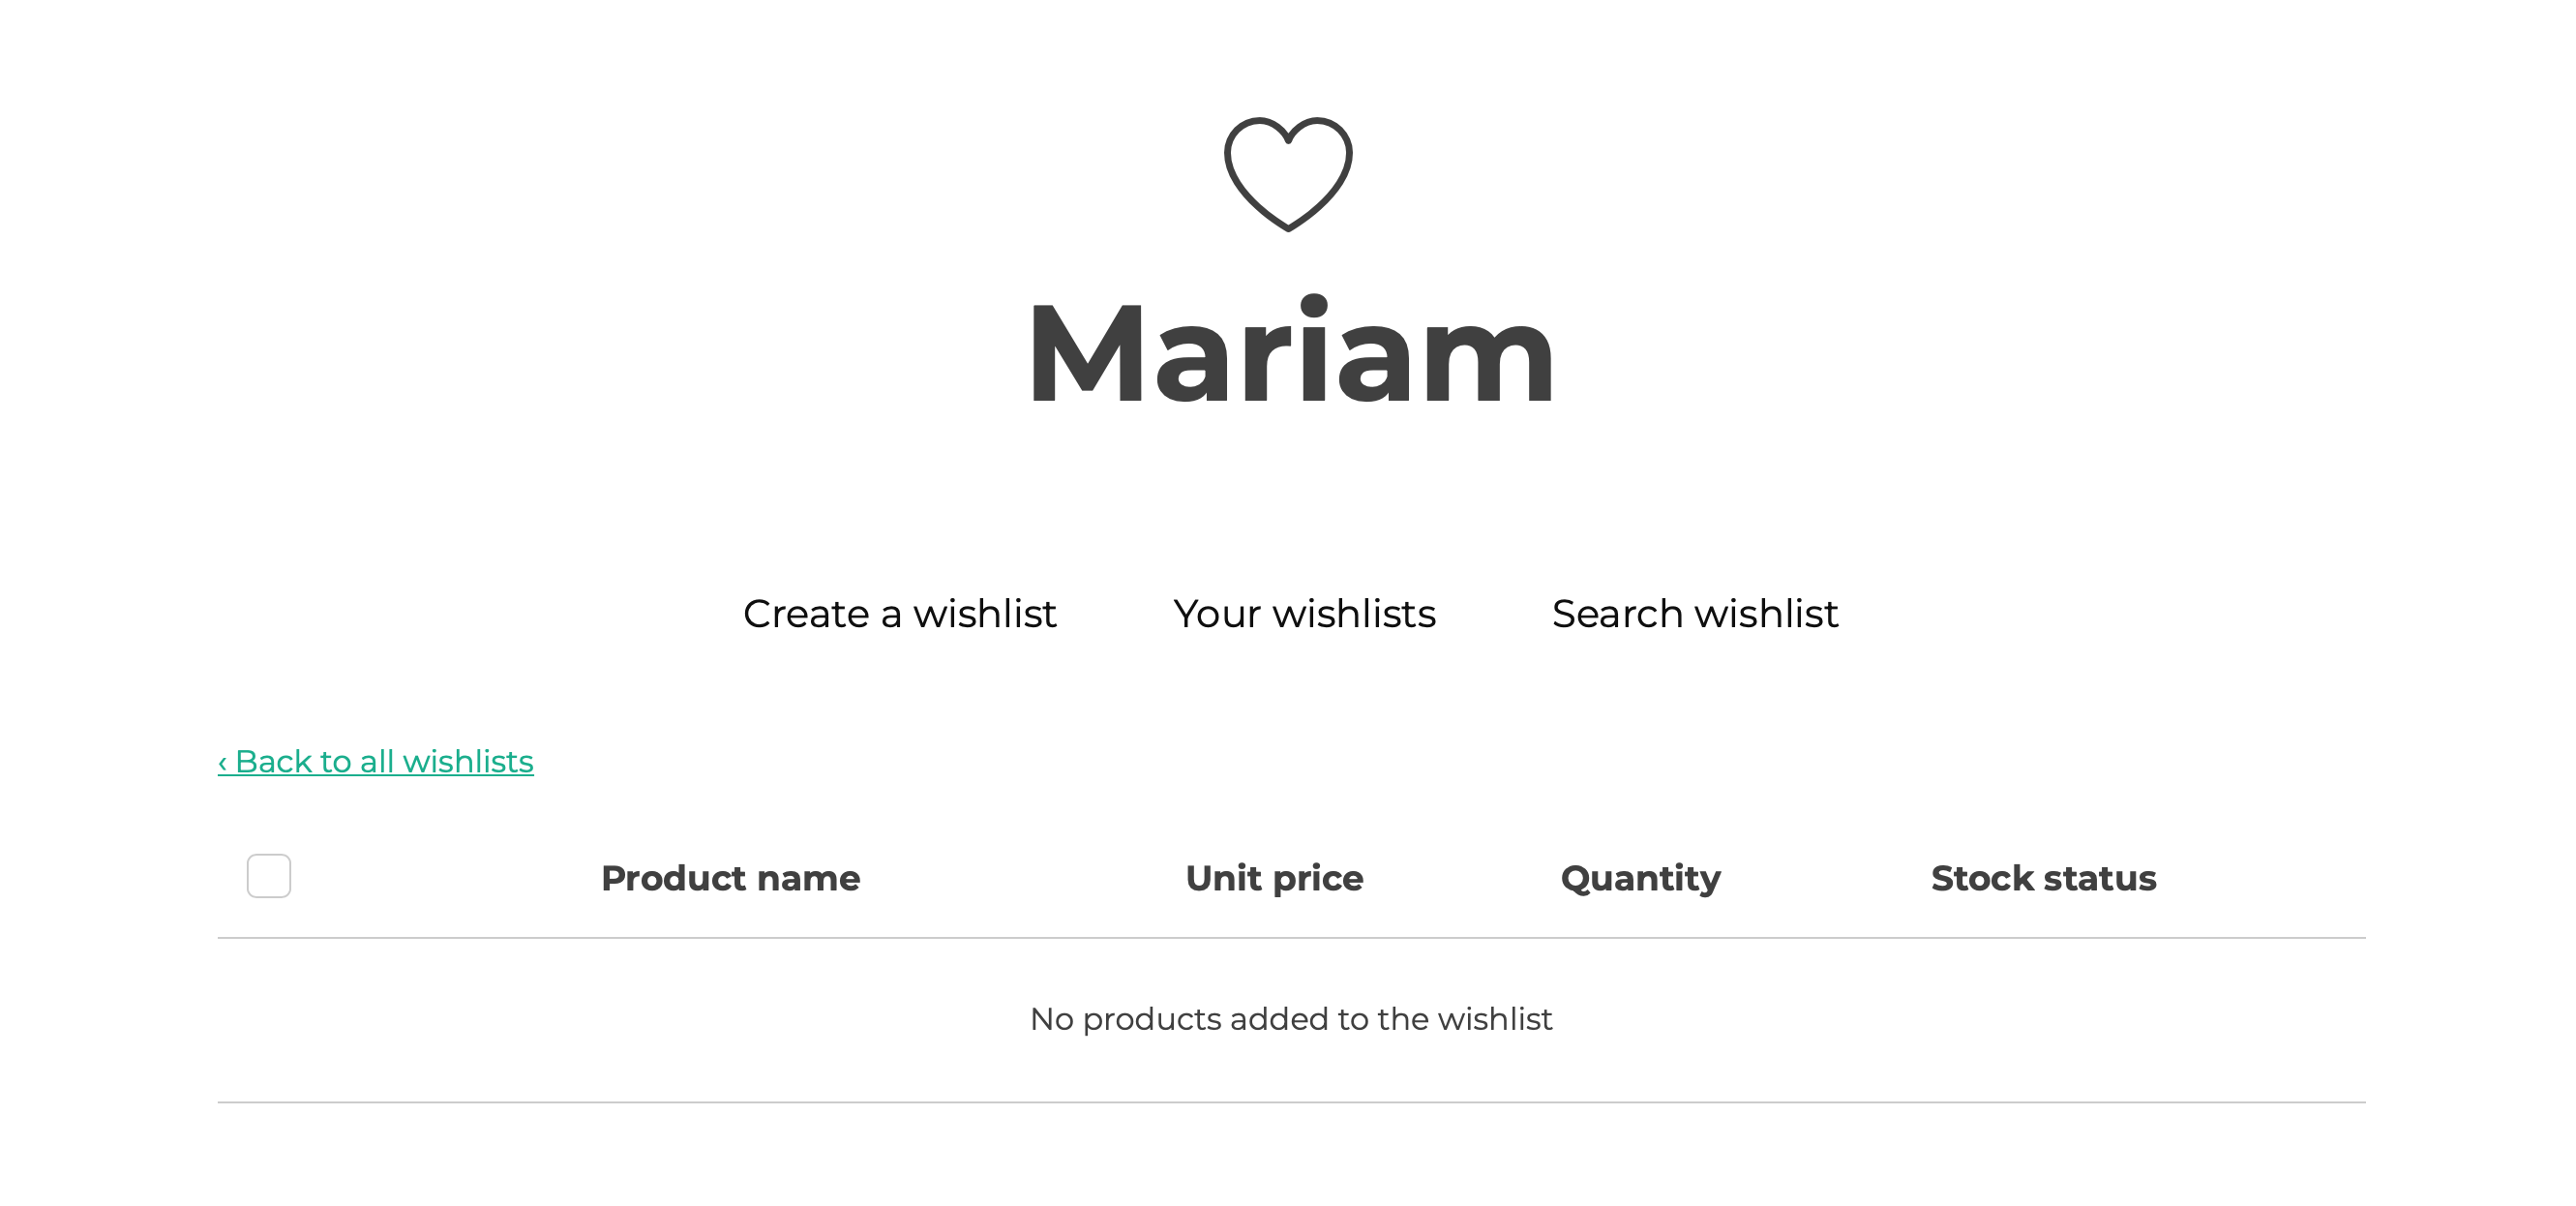 Mariam
Create a wishlist Your wishlists Search wishlist
‹ Back to all wishlists
Product name Unit price Quantity Stock status
No products added to the wishlist